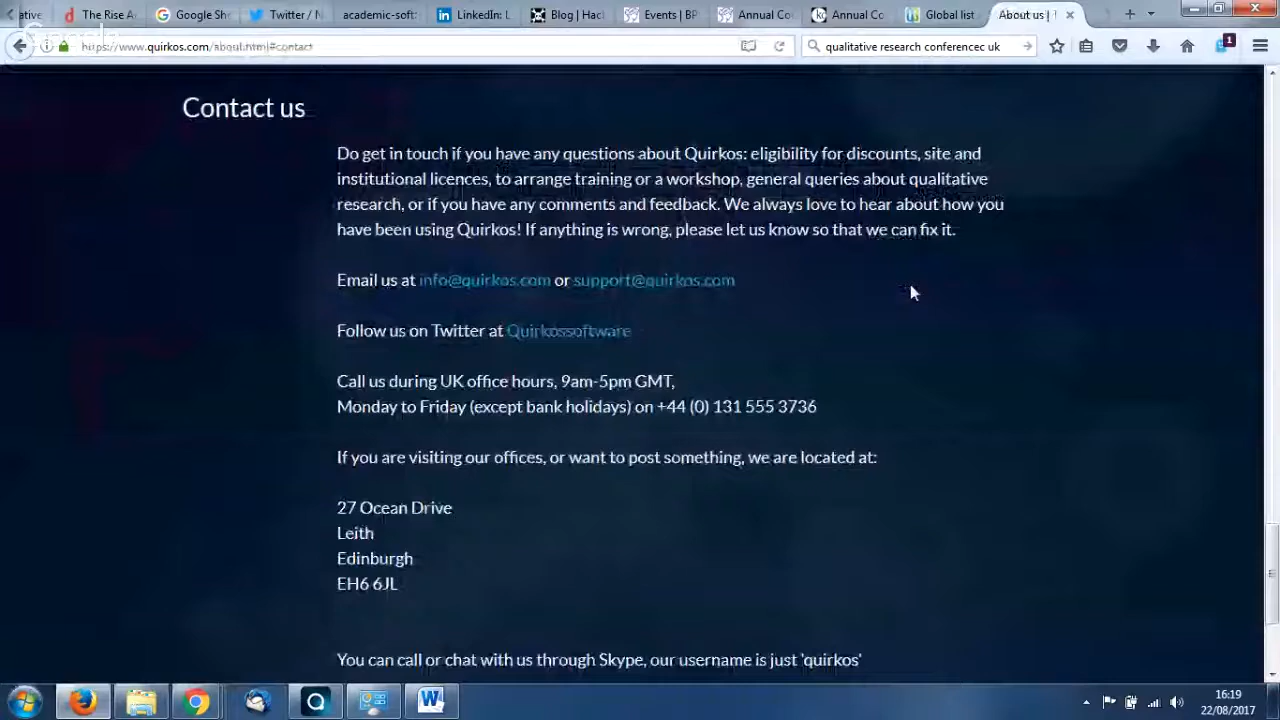 ative
The Rise A
Google Sh
Twitter / N
academic-soft
LinkedIn: L
Blog | Hac
Events | BP
Annual Co
Annual Co
Global list
About us |
https://www.quirkos.com/about.html#contact
qualitative research conferencec uk
1
Contact us
Do get in touch if you have any questions about Quirkos: eligibility for discounts, site and
institutional licences, to arrange training or a workshop, general queries about qualitative
research, or if you have any comments and feedback. We always love to hear about how you
have been using Quirkos! If anything is wrong, please let us know so that we can fix it.
Email us at info@quirkos.com or support@quirkos.com
Follow us on Twitter at Quirkossoftware
Call us during UK office hours, 9am-5pm GMT,
Monday to Friday (except bank holidays) on +44 (0) 131 555 3736
If you are visiting our offices, or want to post something, we are located at:
27 Ocean Drive
Leith
Edinburgh
EH6 6JL
You can call or chat with us through Skype, our username is just 'quirkos'
16:19
22/08/2017